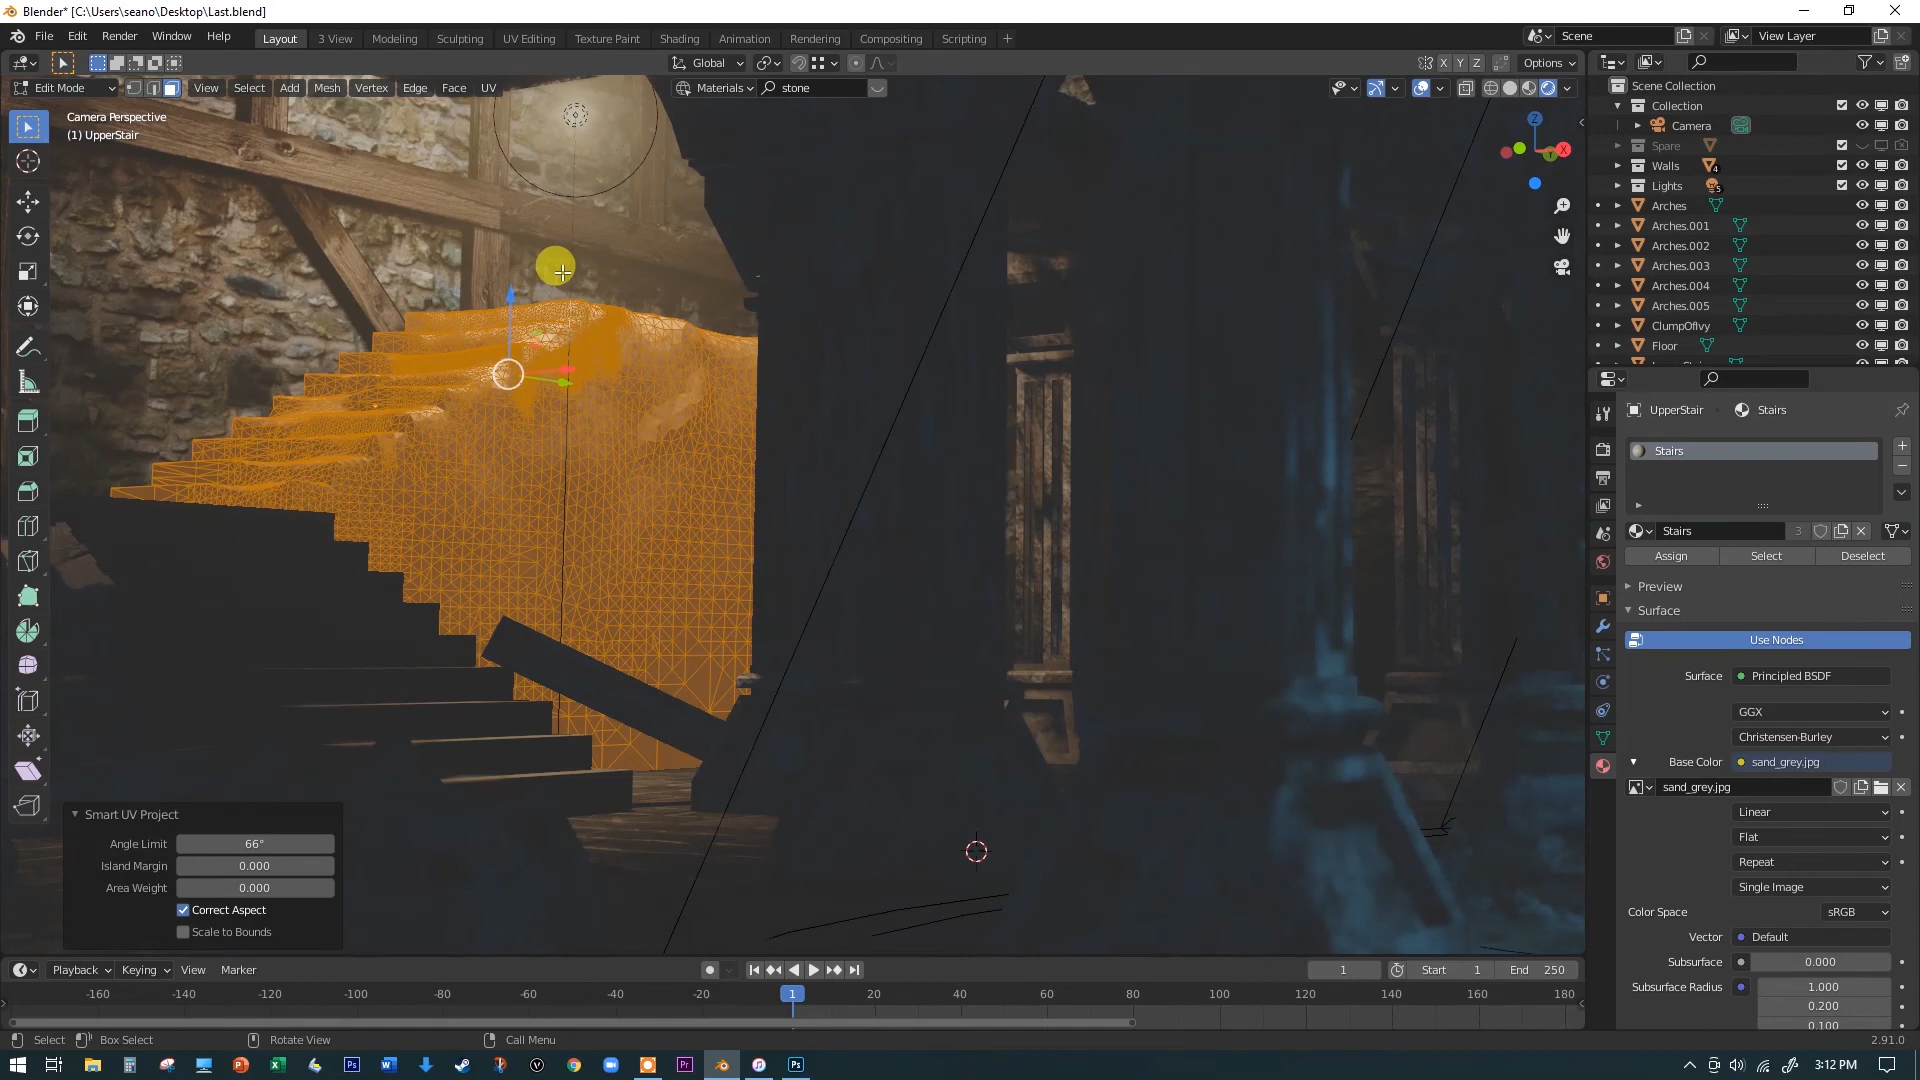 Blender* [C:\Users\seano\Desktop\Last.blend]
File Edit Render Window Help Layout 3 View Modeling Sculpting UV Editing Texture Paint Shading Animation Rendering Compositing Scripting + Scene View Layer
Global X Y Z Options
Edit Mode View Select Add Mesh Vertex Edge Face UV Materials stone
Camera Perspective
(1) UpperStair
Z
X
Y
Scene Collection
Collection
Camera
Spare
Walls 4
Lights 5
Arches
Arches.001
Arches.002
Arches.003
Arches.004
Arches.005
ClumpOfIvy
Floor
UpperStair Stairs
Stairs
Stairs 3
Assign Select Deselect
Preview
Surface
Use Nodes
Surface Principled BSDF
GGX
Christensen-Burley
Base Color sand_grey.jpg
sand_grey.jpg
Linear
Flat
Repeat
Single Image
Color Space sRGB
Vector Default
Subsurface 0.000
Subsurface Radius 1.000
0.200
0.100
Smart UV Project
Angle Limit 66°
Island Margin 0.000
Area Weight 0.000
Correct Aspect
Scale to Bounds
Playback Keying View Marker 1 Start 1 End 250
-160 -140 -120 -100 -80 -60 -40 -20 1 20 40 60 80 100 120 140 160 180
Select Box Select Rotate View Call Menu 2.91.0
3:12 PM